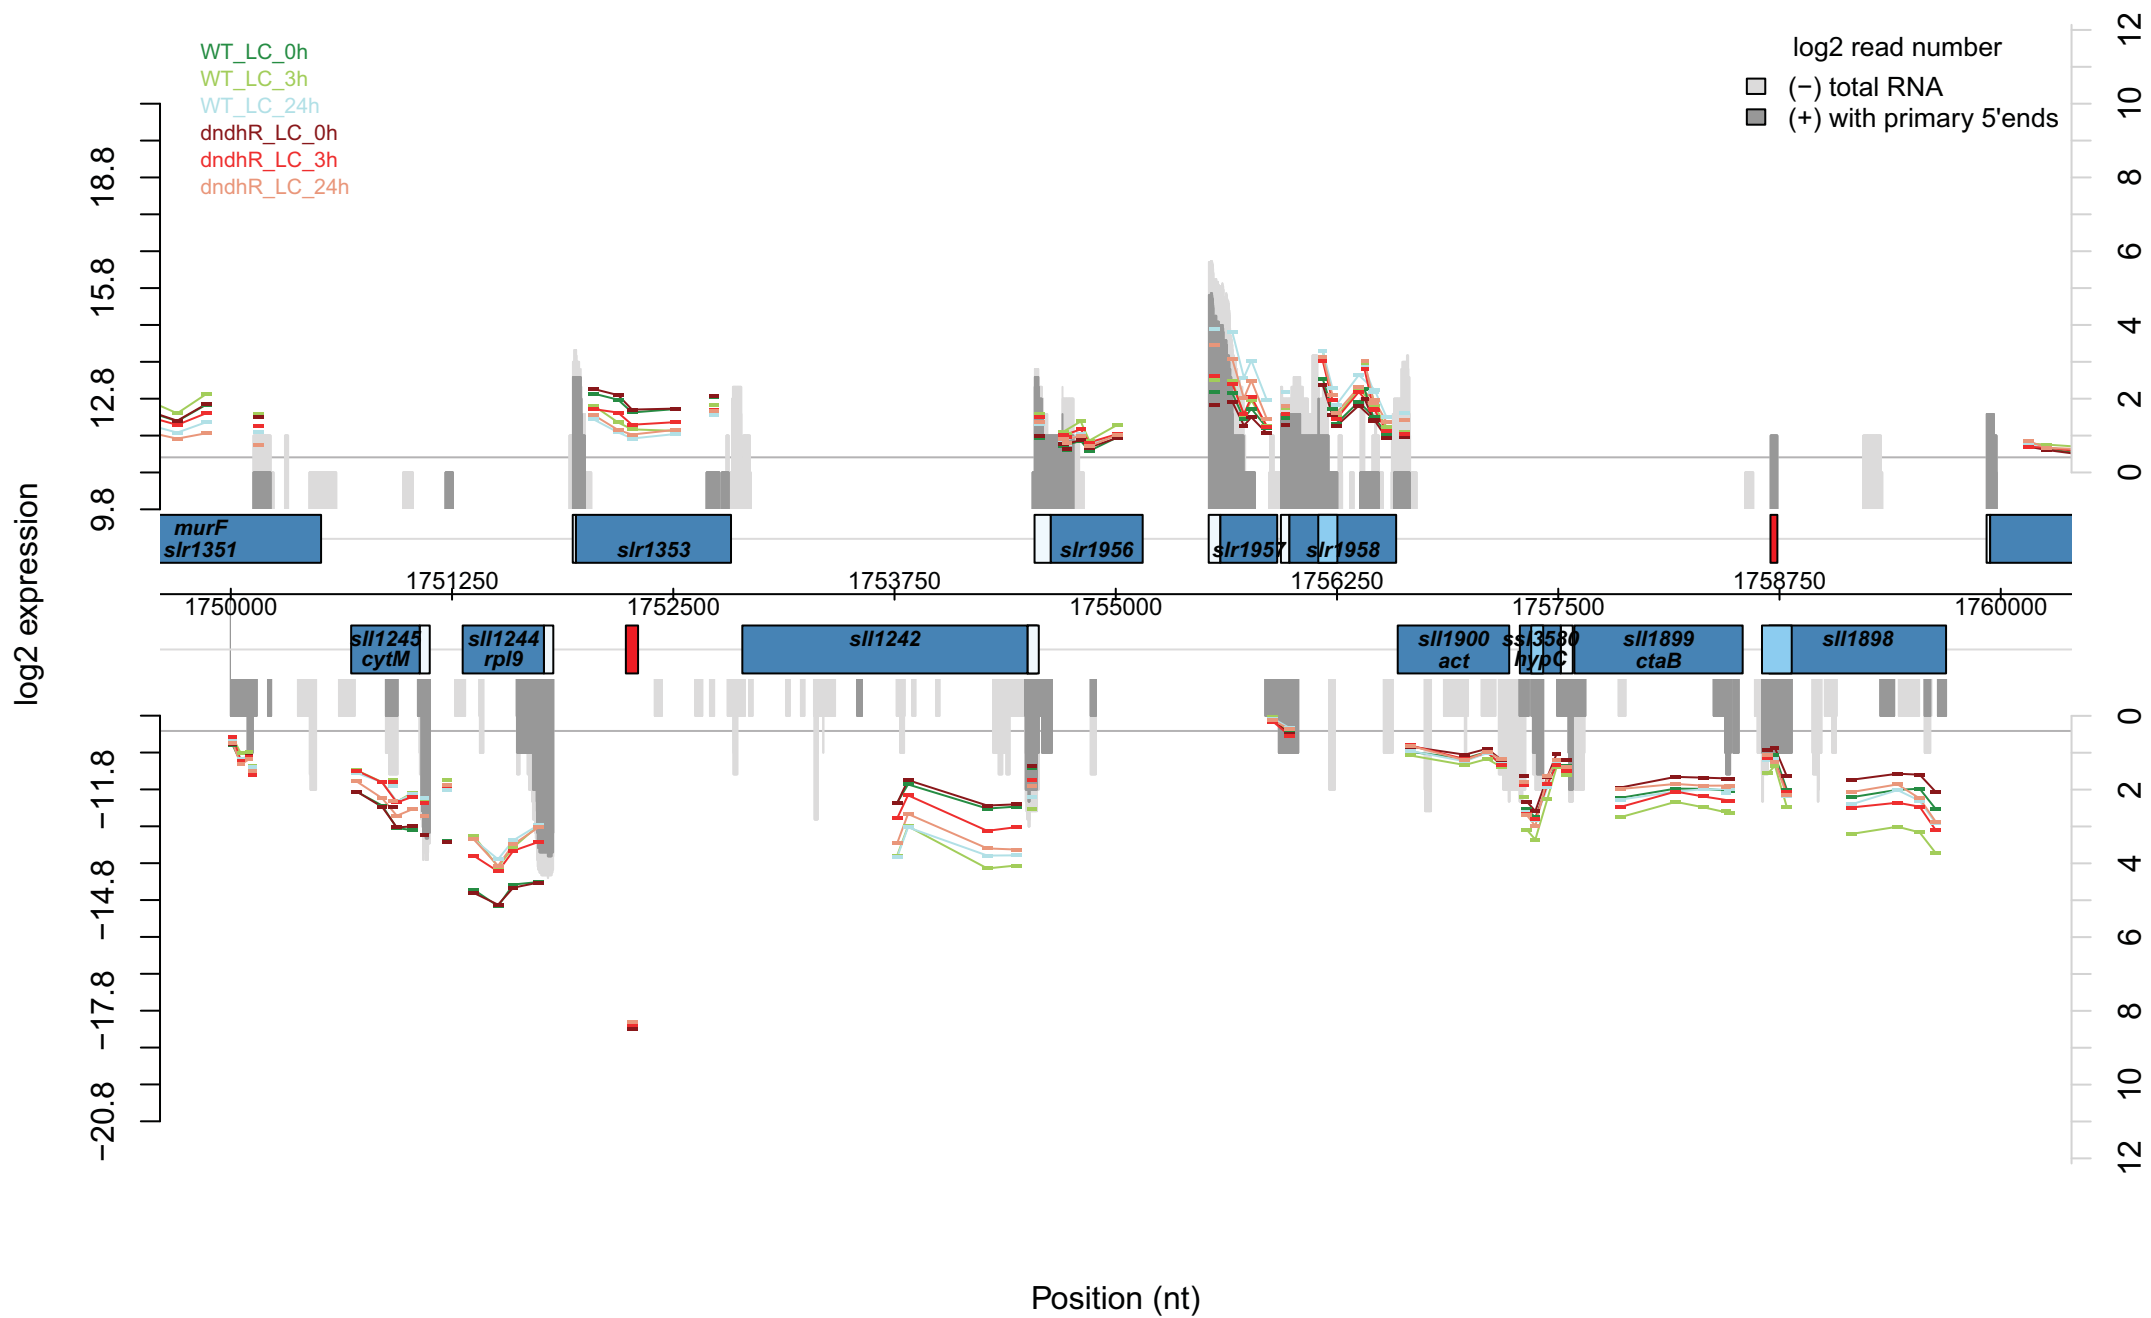 WT_LC_0h
WT_LC_3h
WT_LC_24h
dndhR_LC_0h
dndhR_LC_3h
dndhR_LC_24h
log2 read number
(−) total RNA
(+) with primary 5'ends
log2 expression
18.8
15.8
12.8
9.8
12
10
8
6
4
2
0
murF
slr1351
slr1353
slr1956
slr1957
slr1958
1751250
1753750
1756250
1758750
1750000
1752500
1755000
1757500
1760000
sll1245
cytM
sll1244
rpl9
sll1242
sll1900
act
ssl3580
hypC
sll1899
ctaB
sll1898
−11.8
−11.8
−14.8
−17.8
−20.8
0
2
4
6
8
10
12
Position (nt)